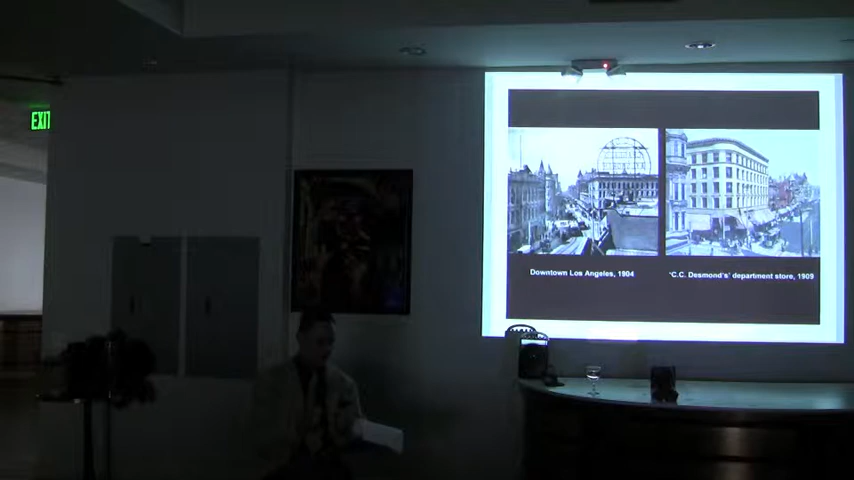 EXIT
Downtown Los Angeles, 1904
'C.C. Desmond's' department store, 1909